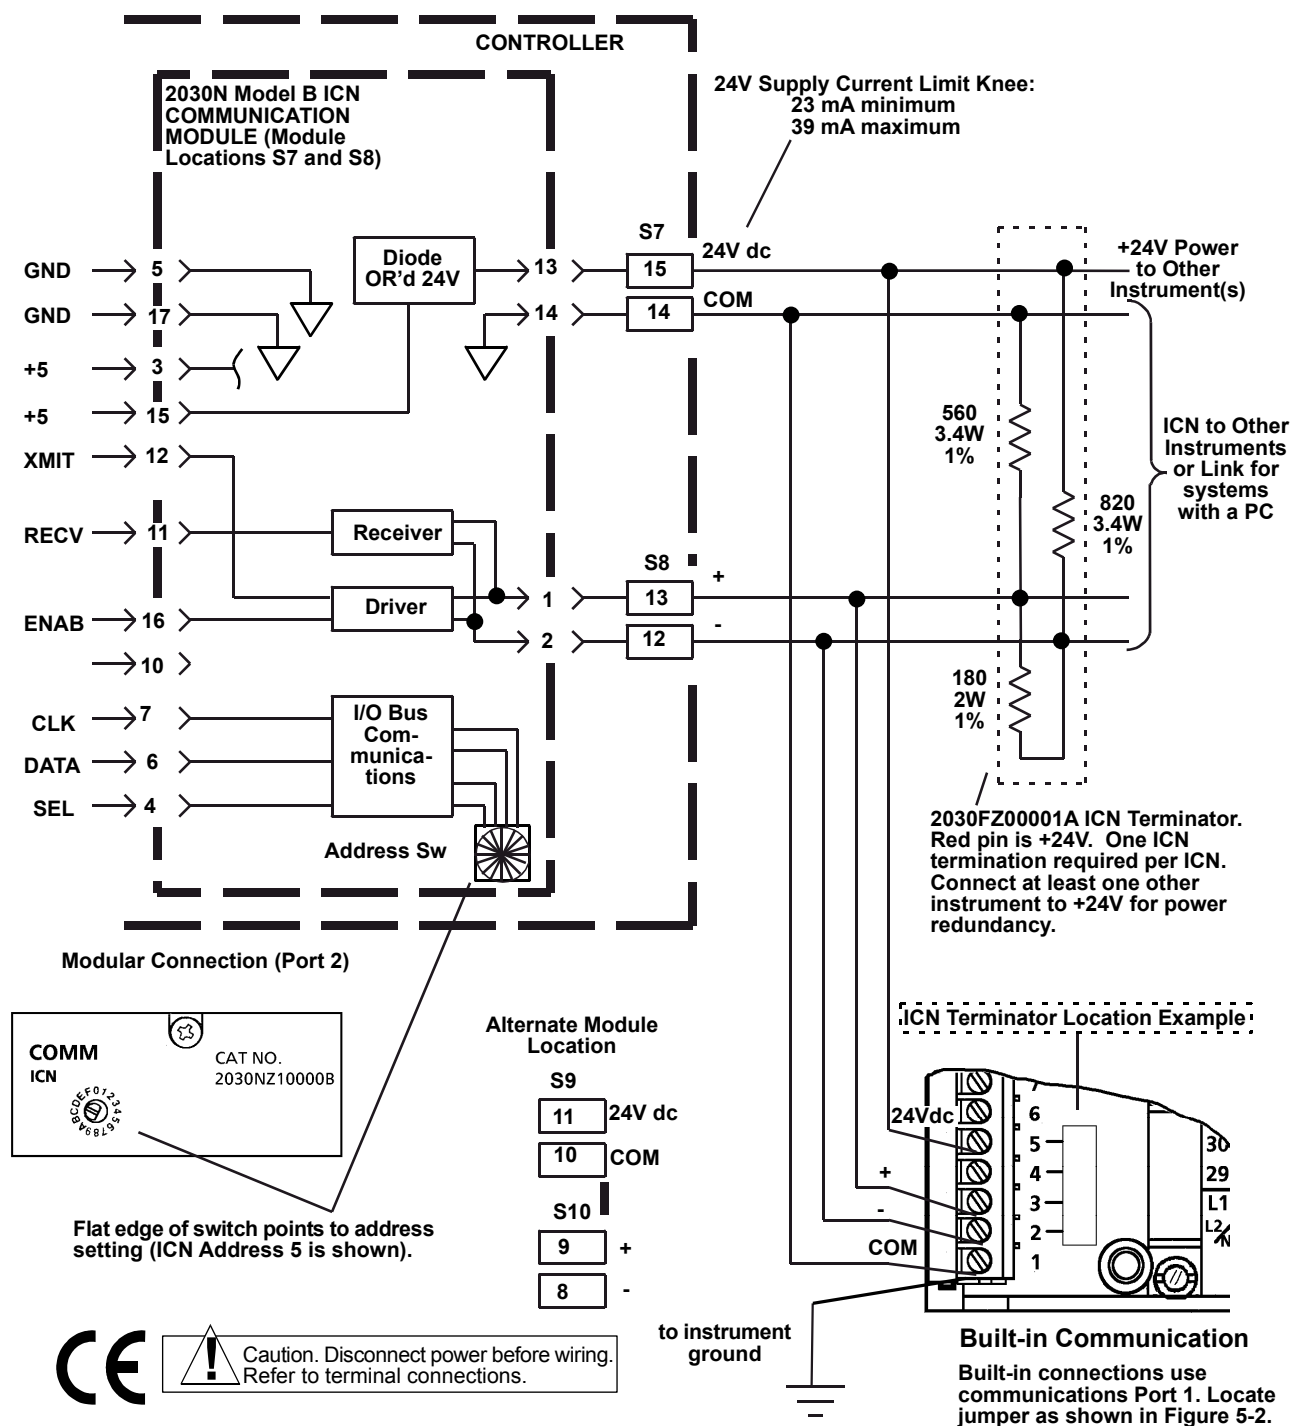 CONTROLLER
2030N Model B ICN
COMMUNICATION
MODULE (Module
Locations S7 and S8)
24V Supply Current Limit Knee:
23 mA minimum
39 mA maximum
GND
5
GND
17
+5
3
+5
15
XMIT
12
RECV
11
ENAB
16
10
CLK
7
DATA
6
SEL
4
Diode
OR'd 24V
13
14
Receiver
Driver
1
2
I/O Bus
Com-
munica-
tions
Address Sw
S7
15
24V dc
14
COM
S8
13
+
12
-
560
3.4W
1%
820
3.4W
1%
180
2W
1%
+24V Power
to Other
Instrument(s)
ICN to Other
Instruments
or Link for
systems
with a PC
2030FZ00001A ICN Terminator.
Red pin is +24V. One ICN
termination required per ICN.
Connect at least one other
instrument to +24V for power
redundancy.
Modular Connection (Port 2)
COMM
ICN
CAT NO.
2030NZ10000B
0123456789ABCDEF
Flat edge of switch points to address
setting (ICN Address 5 is shown).
Alternate Module
Location
S9
11
24V dc
10
COM
S10
9
+
8
-
ICN Terminator Location Example
24Vdc
+
-
COM
7
6
5
4
3
2
1
30
29
L1
L2
N
to instrument
ground
CE
!
Caution. Disconnect power before wiring.
Refer to terminal connections.
Built-in Communication
Built-in connections use
communications Port 1. Locate
jumper as shown in Figure 5-2.